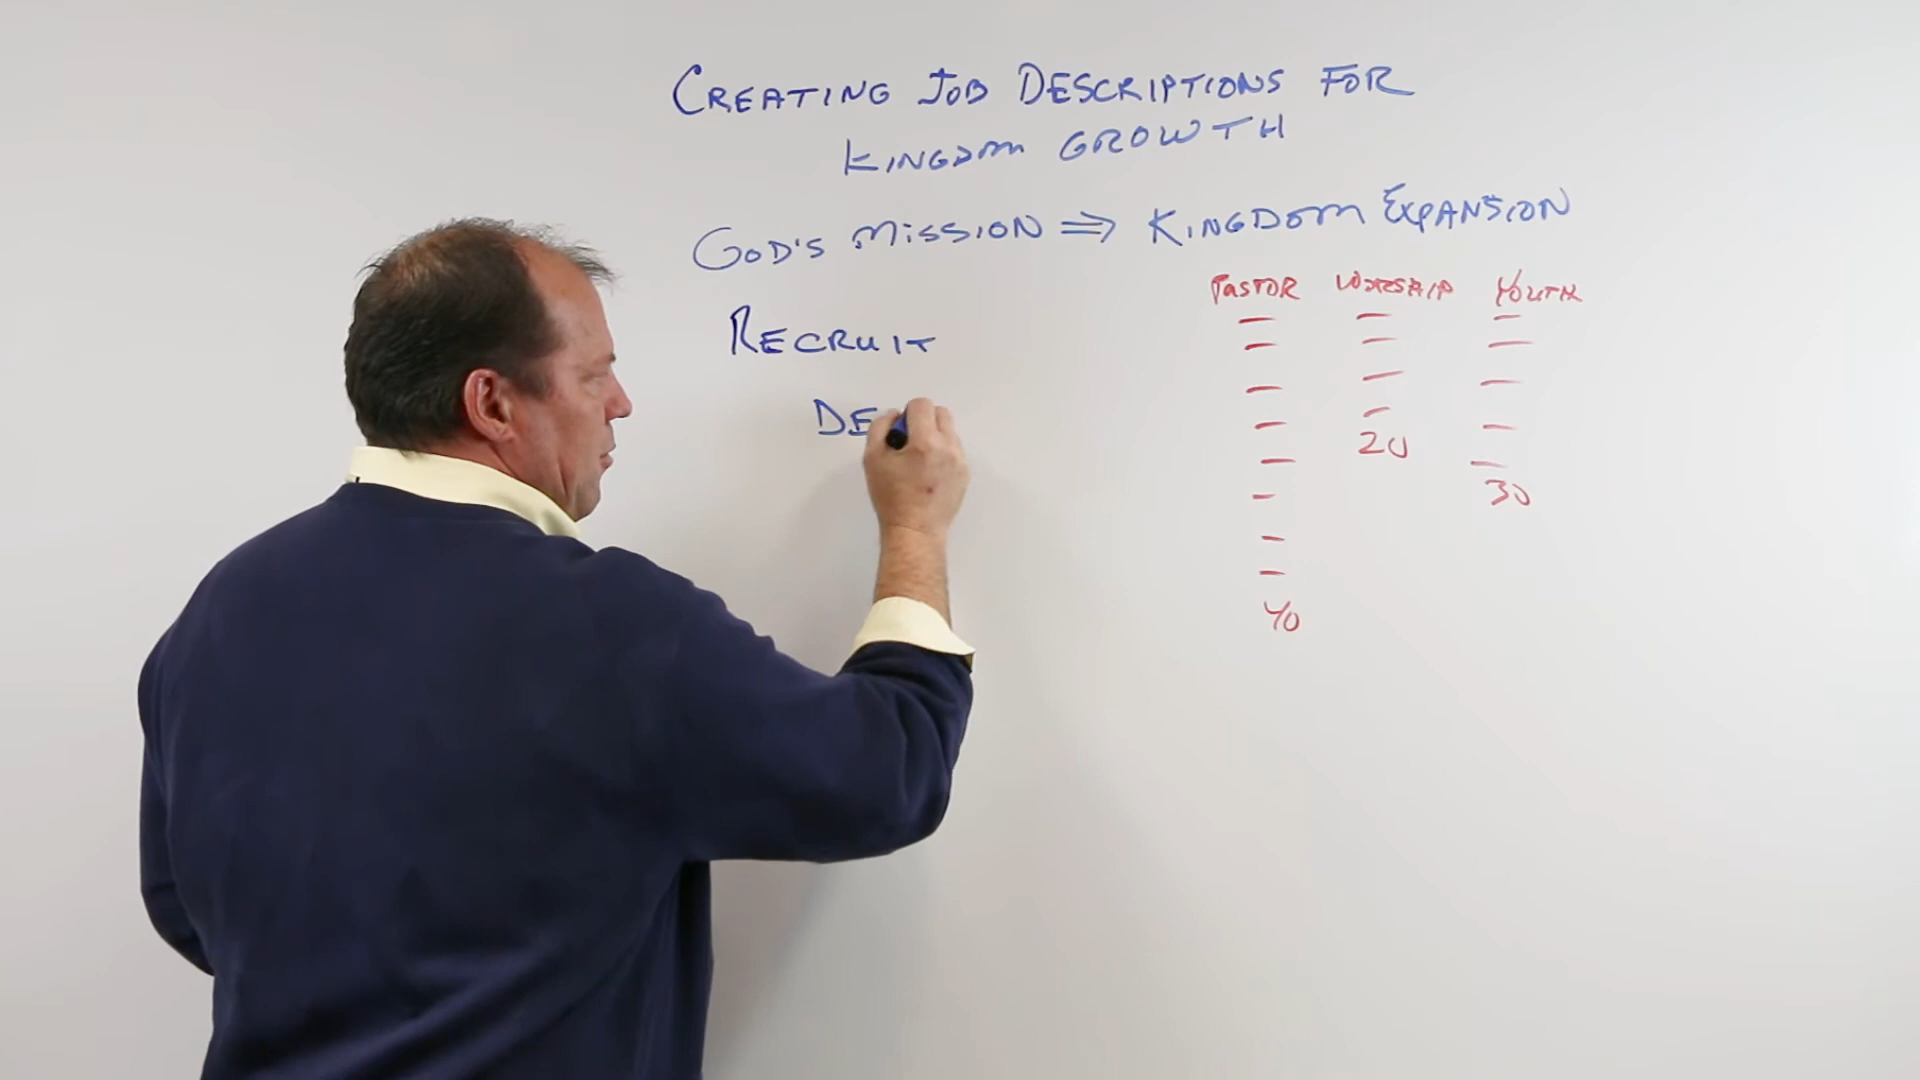 CREATING JOB DESCRIPTIONS FOR
KINGDOM GROWTH
GOD'S MISSION ⇒ KINGDOM EXPANSION
PASTOR WORSHIP YOUTH
RECRUIT
DE
20
30
40